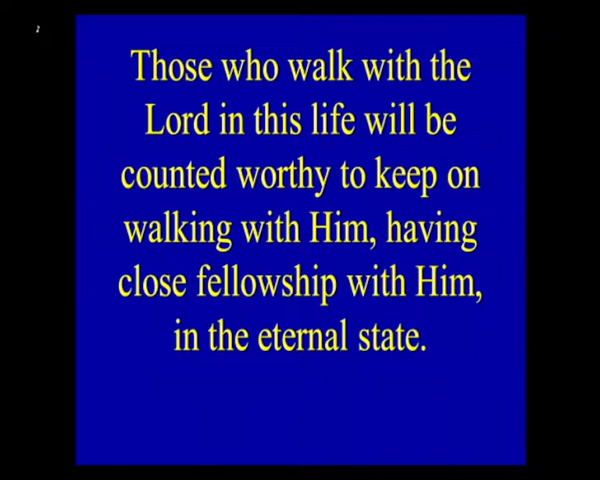 Those who walk with the
Lord in this life will be
counted worthy to keep on
walking with Him, having
close fellowship with Him,
in the eternal state.